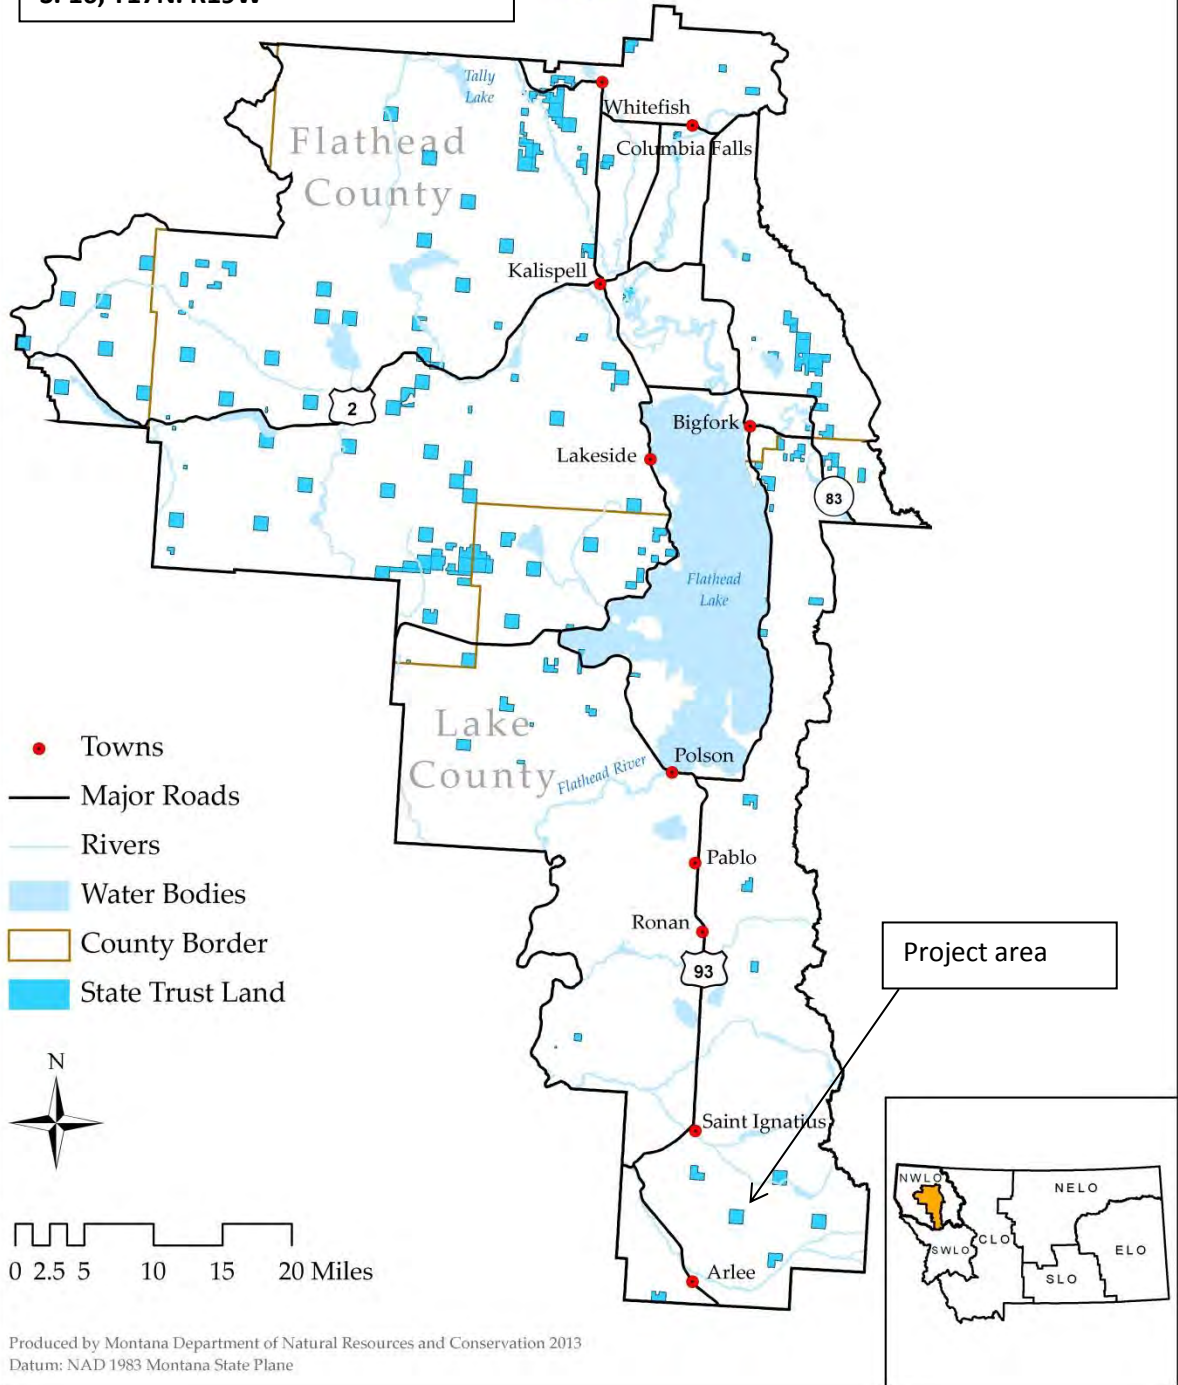 S. 16, T17N. R19W
Tally
Lake
Whitefish
Columbia Falls
Flathead
County
Kalispell
2
Bigfork
Lakeside
83
Flathead
Lake
Lake
County
Flathead River
Polson
Pablo
Ronan
93
Project area
Saint Ignatius
Arlee
Towns
Major Roads
Rivers
Water Bodies
County Border
State Trust Land
N
0 2.5 5 10 15 20 Miles
NWLO
NELO
CLO
SWLO
ELO
SLO
Produced by Montana Department of Natural Resources and Conservation 2013
Datum: NAD 1983 Montana State Plane